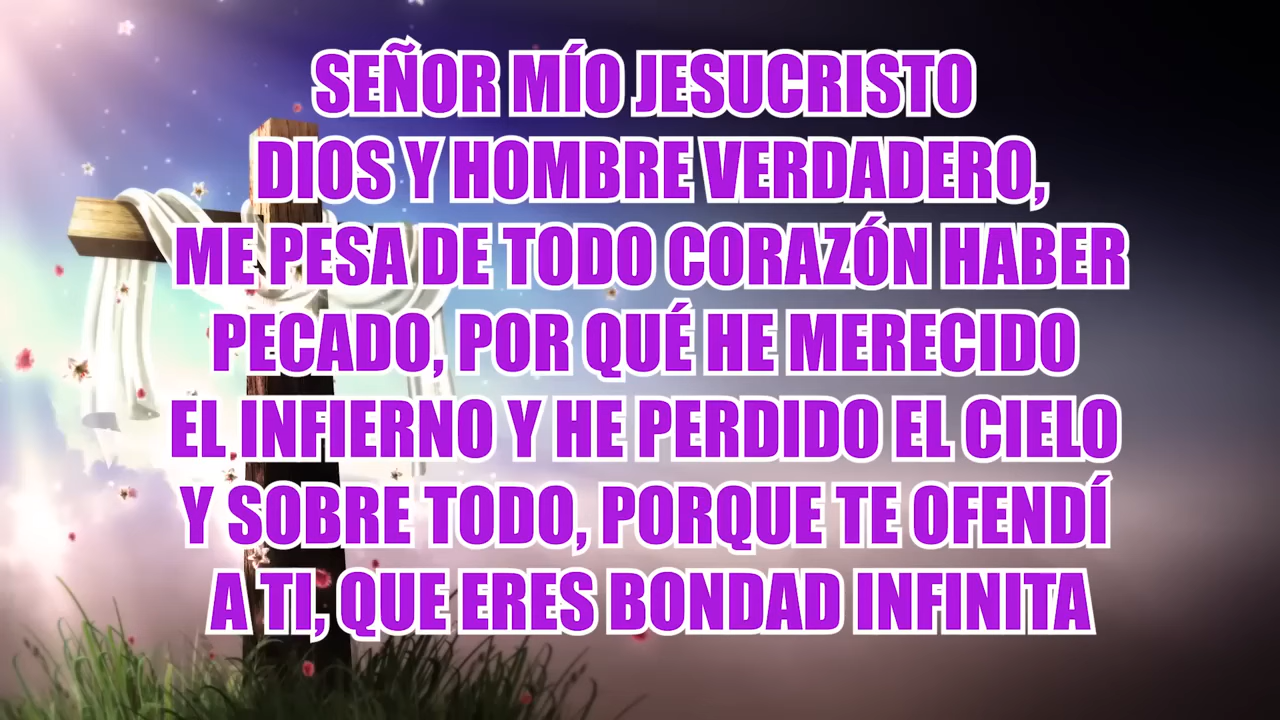 SEÑOR MÍO JESUCRISTO
DIOS Y HOMBRE VERDADERO,
ME PESA DE TODO CORAZÓN HABER
PECADO, POR QUÉ HE MERECIDO
EL INFIERNO Y HE PERDIDO EL CIELO
Y SOBRE TODO, PORQUE TE OFENDÍ
A TI, QUE ERES BONDAD INFINITA